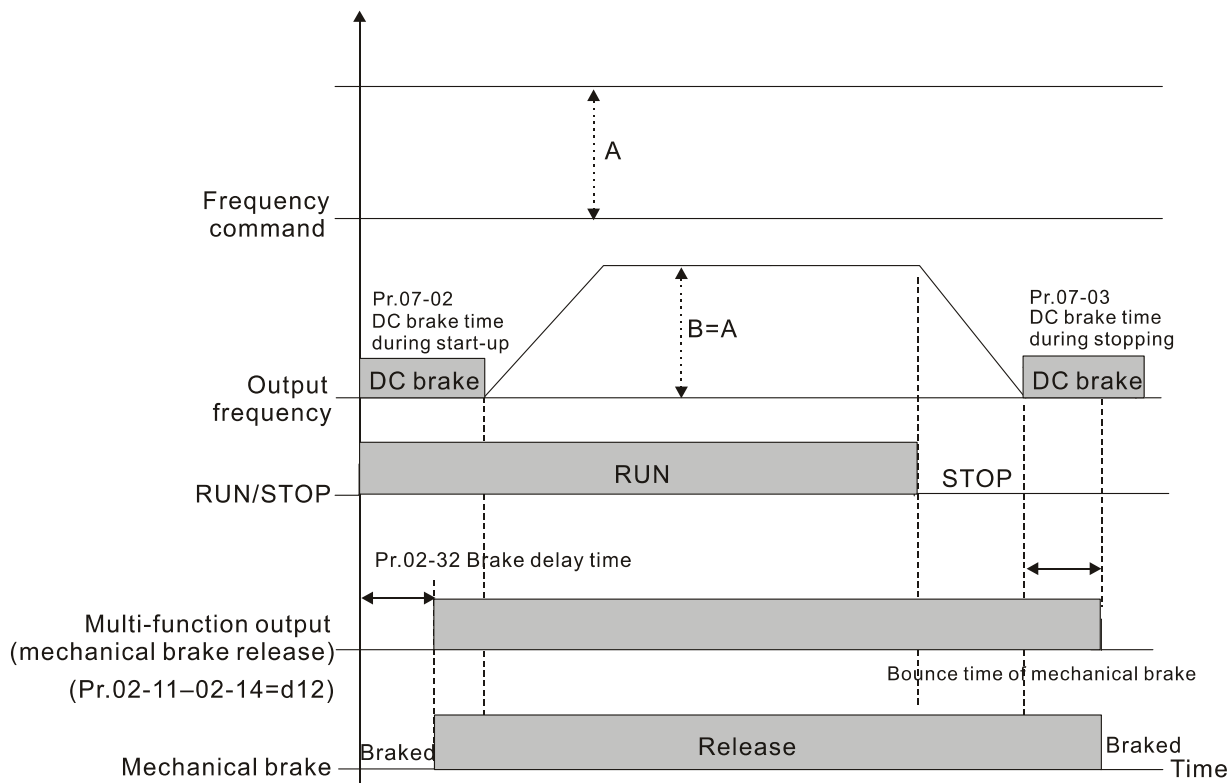 A
Frequency
command
Pr.07-02
DC brake time
during start-up
Pr.07-03
DC brake time
during stopping
B=A
DC brake
DC brake
Output
frequency
RUN
STOP
RUN/STOP
Pr.02-32 Brake delay time
Multi-function output
(mechanical brake release)
(Pr.02-11–02-14=d12)
Bounce time of mechanical brake
Braked
Release
Braked
Mechanical brake
Time